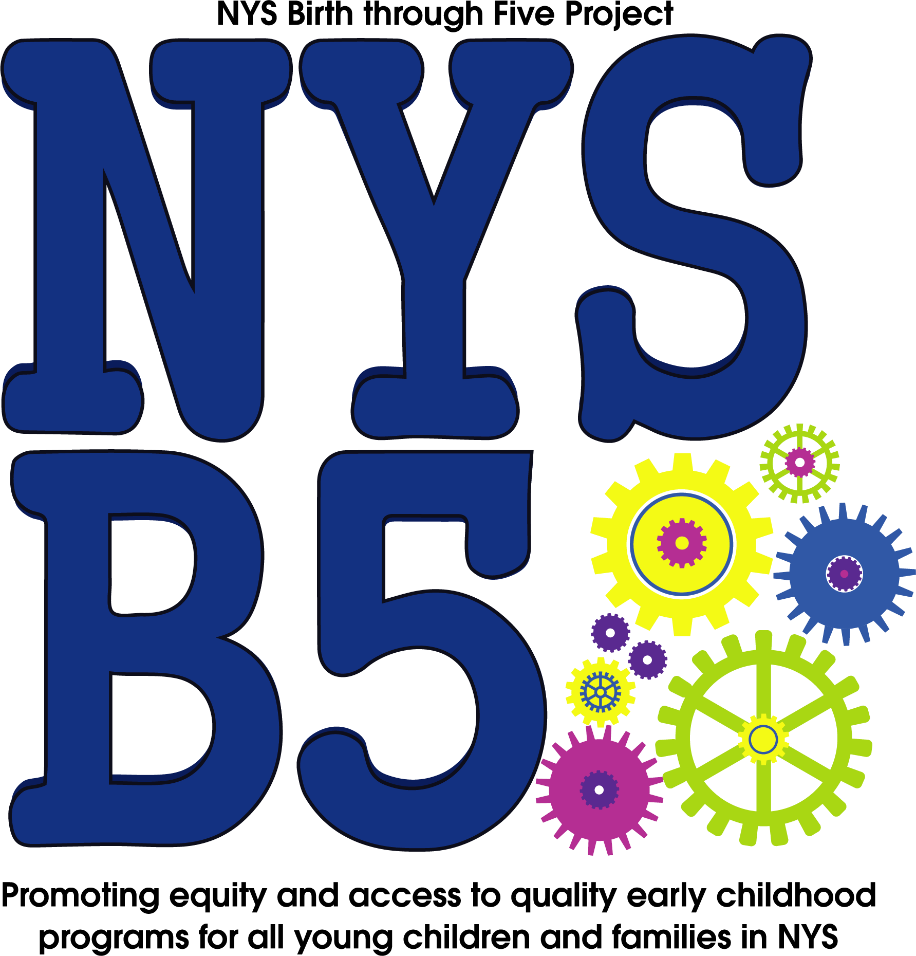 NYS Birth through Five Project
NYS
B5
Promoting equity and access to quality early childhood
programs for all young children and families in NYS